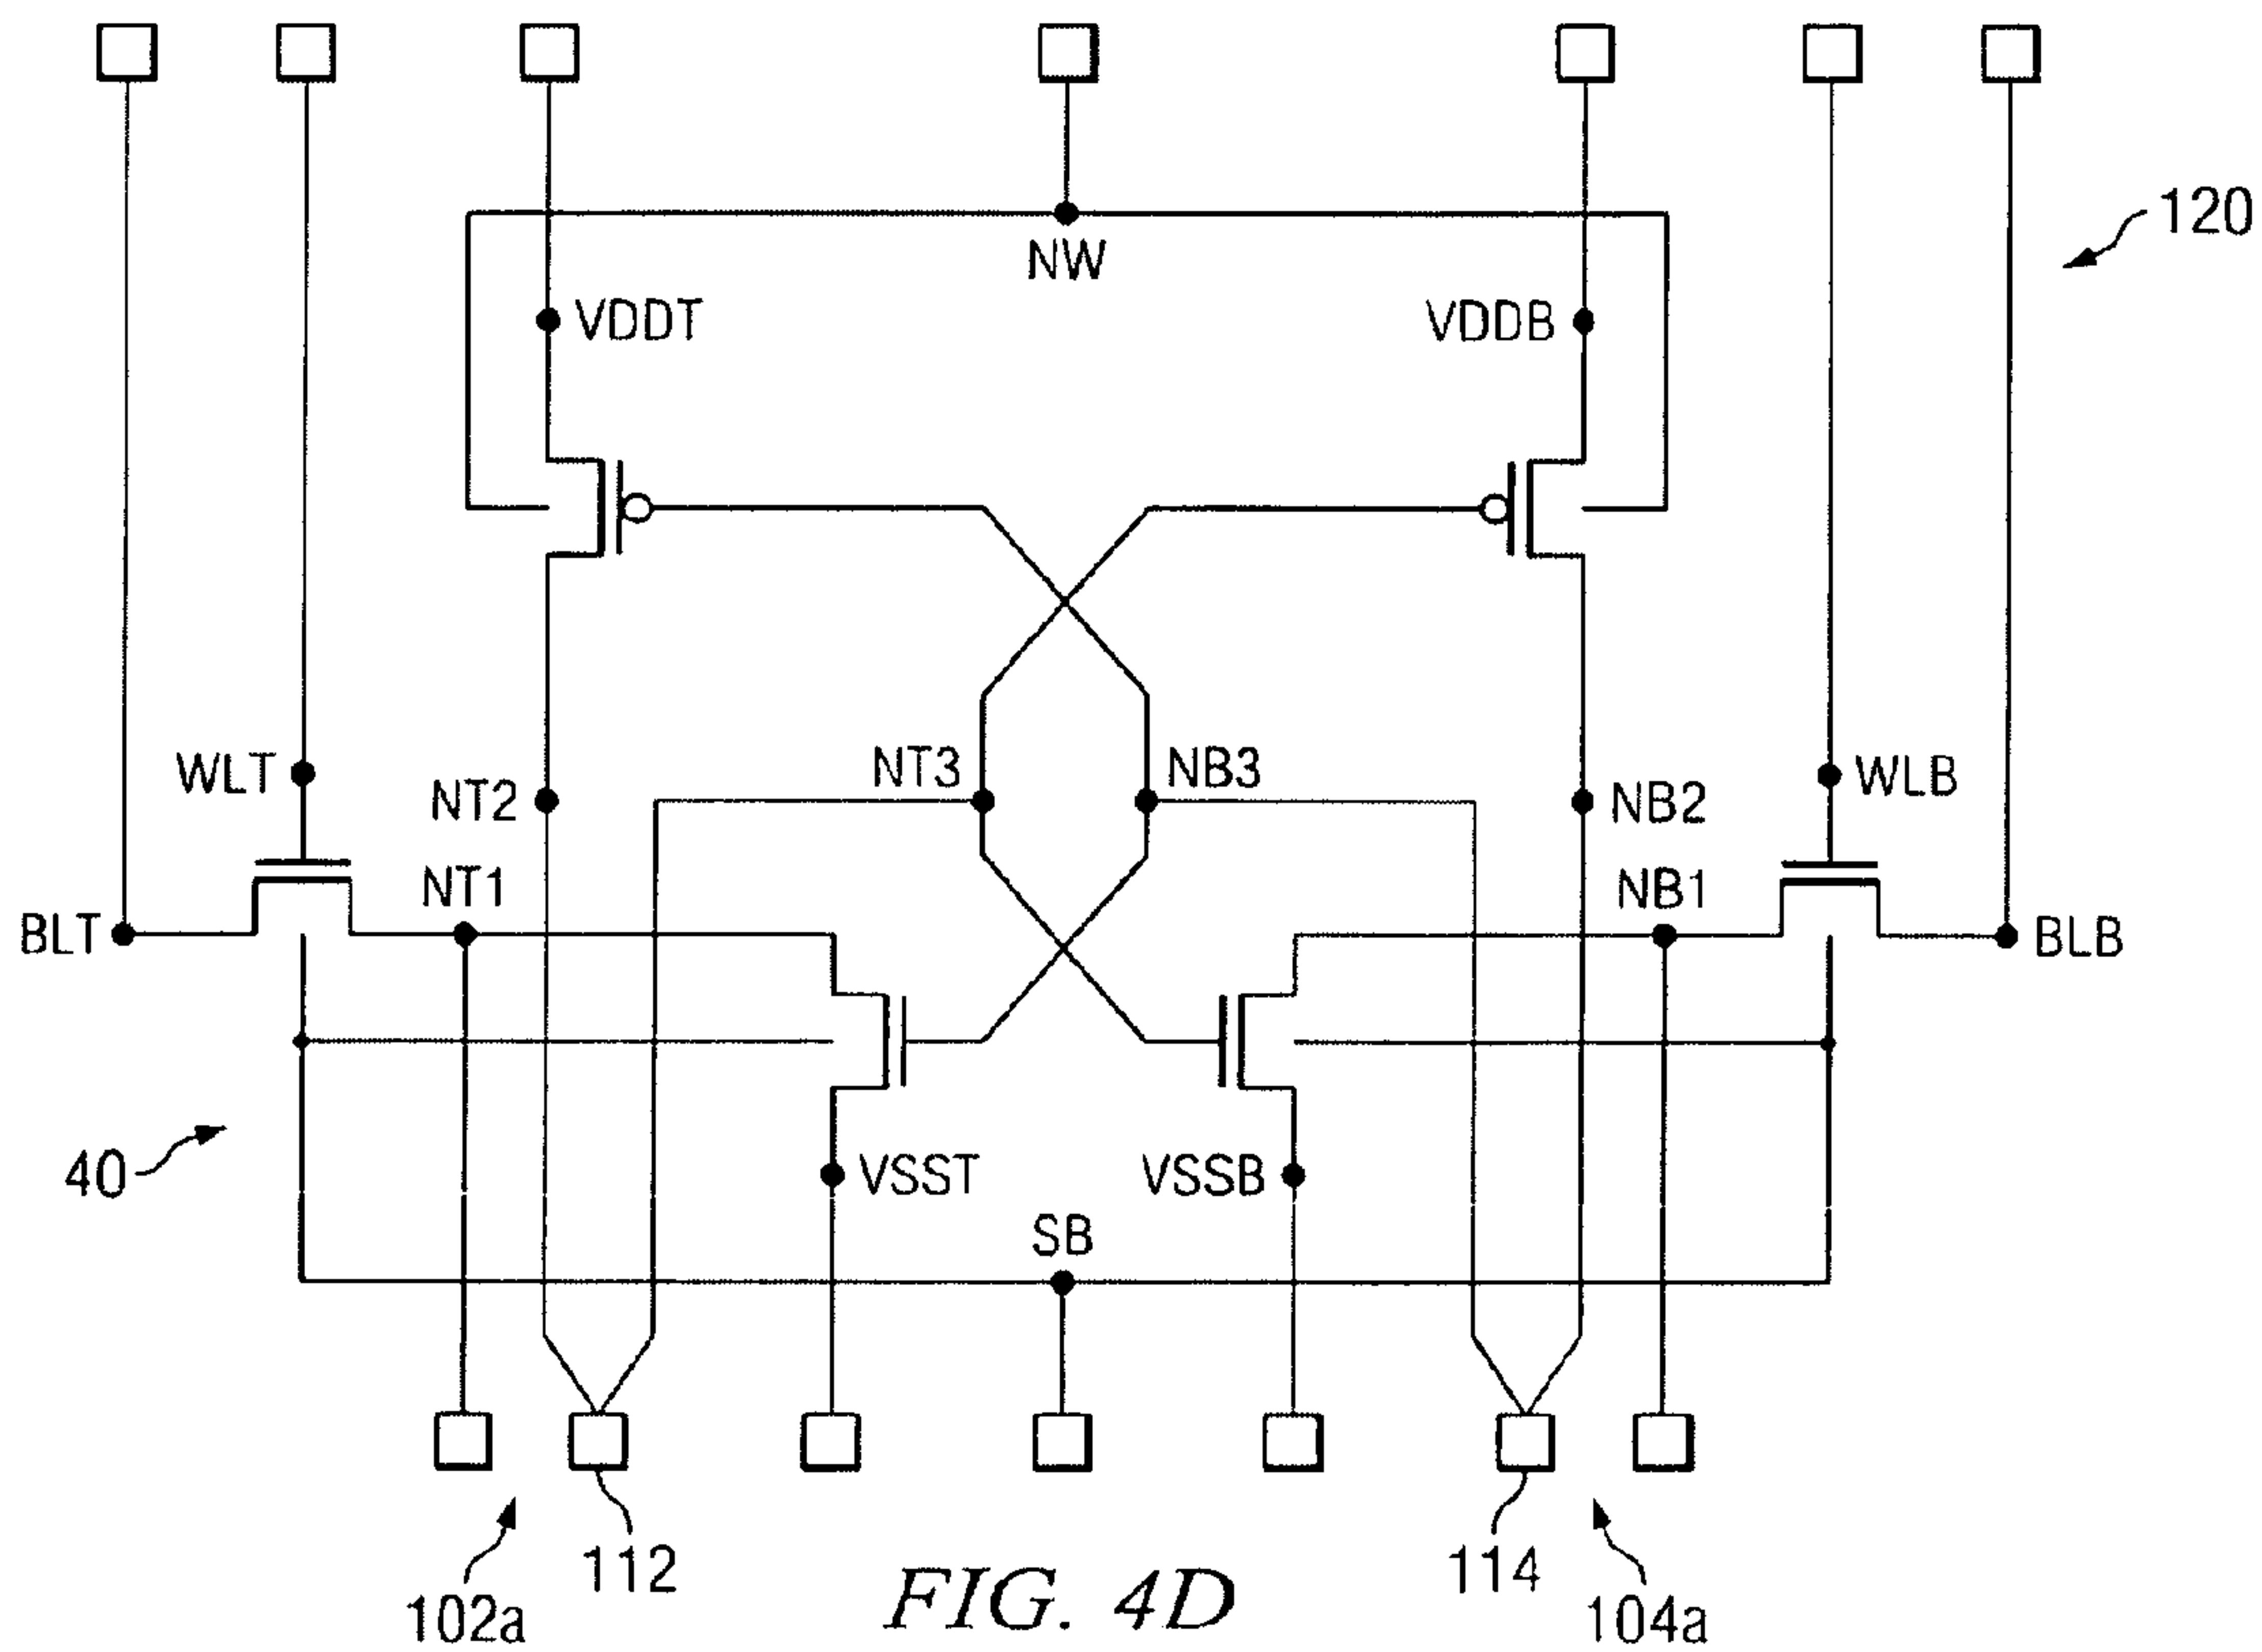 120
NW
VDDT
VDDB
WLT
NT2
NT3
NB3
NB2
WLB
NT1
NB1
BLT
BLB
40
VSST
VSSB
SB
112
114
102a
104a
FIG. 4D